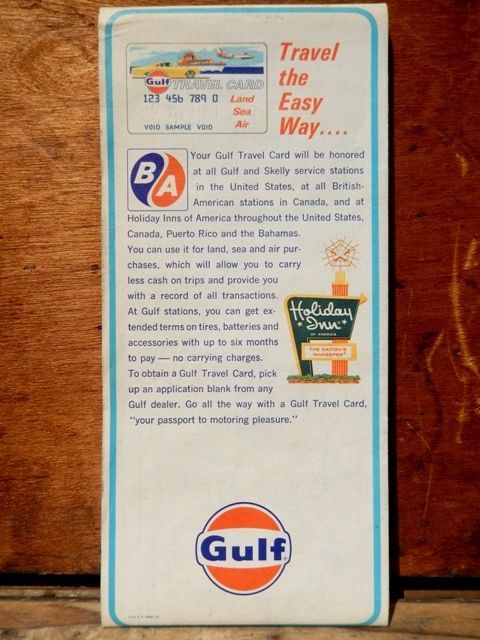 Gulf TRAVEL CARD
123 456 789 0
Land
Sea
Air
VOID SAMPLE VOID
Travel
the
Easy
Way....
BA
Your Gulf Travel Card will be honored
at all Gulf and Skelly service stations
in the United States, at all British-
American stations in Canada, and at
Holiday Inns of America throughout the United States,
Canada, Puerto Rico and the Bahamas.
You can use it for land, sea and air pur-
chases, which will allow you to carry
less cash on trips and provide you
with a record of all transactions.
At Gulf stations, you can get ex-
tended terms on tires, batteries and
accessories with up to six months
to pay — no carrying charges.
To obtain a Gulf Travel Card, pick
up an application blank from any
Gulf dealer. Go all the way with a Gulf Travel Card,
"your passport to motoring pleasure."
Holiday
Inn
OF AMERICA
THE NATION'S
INNKEEPER
Gulf